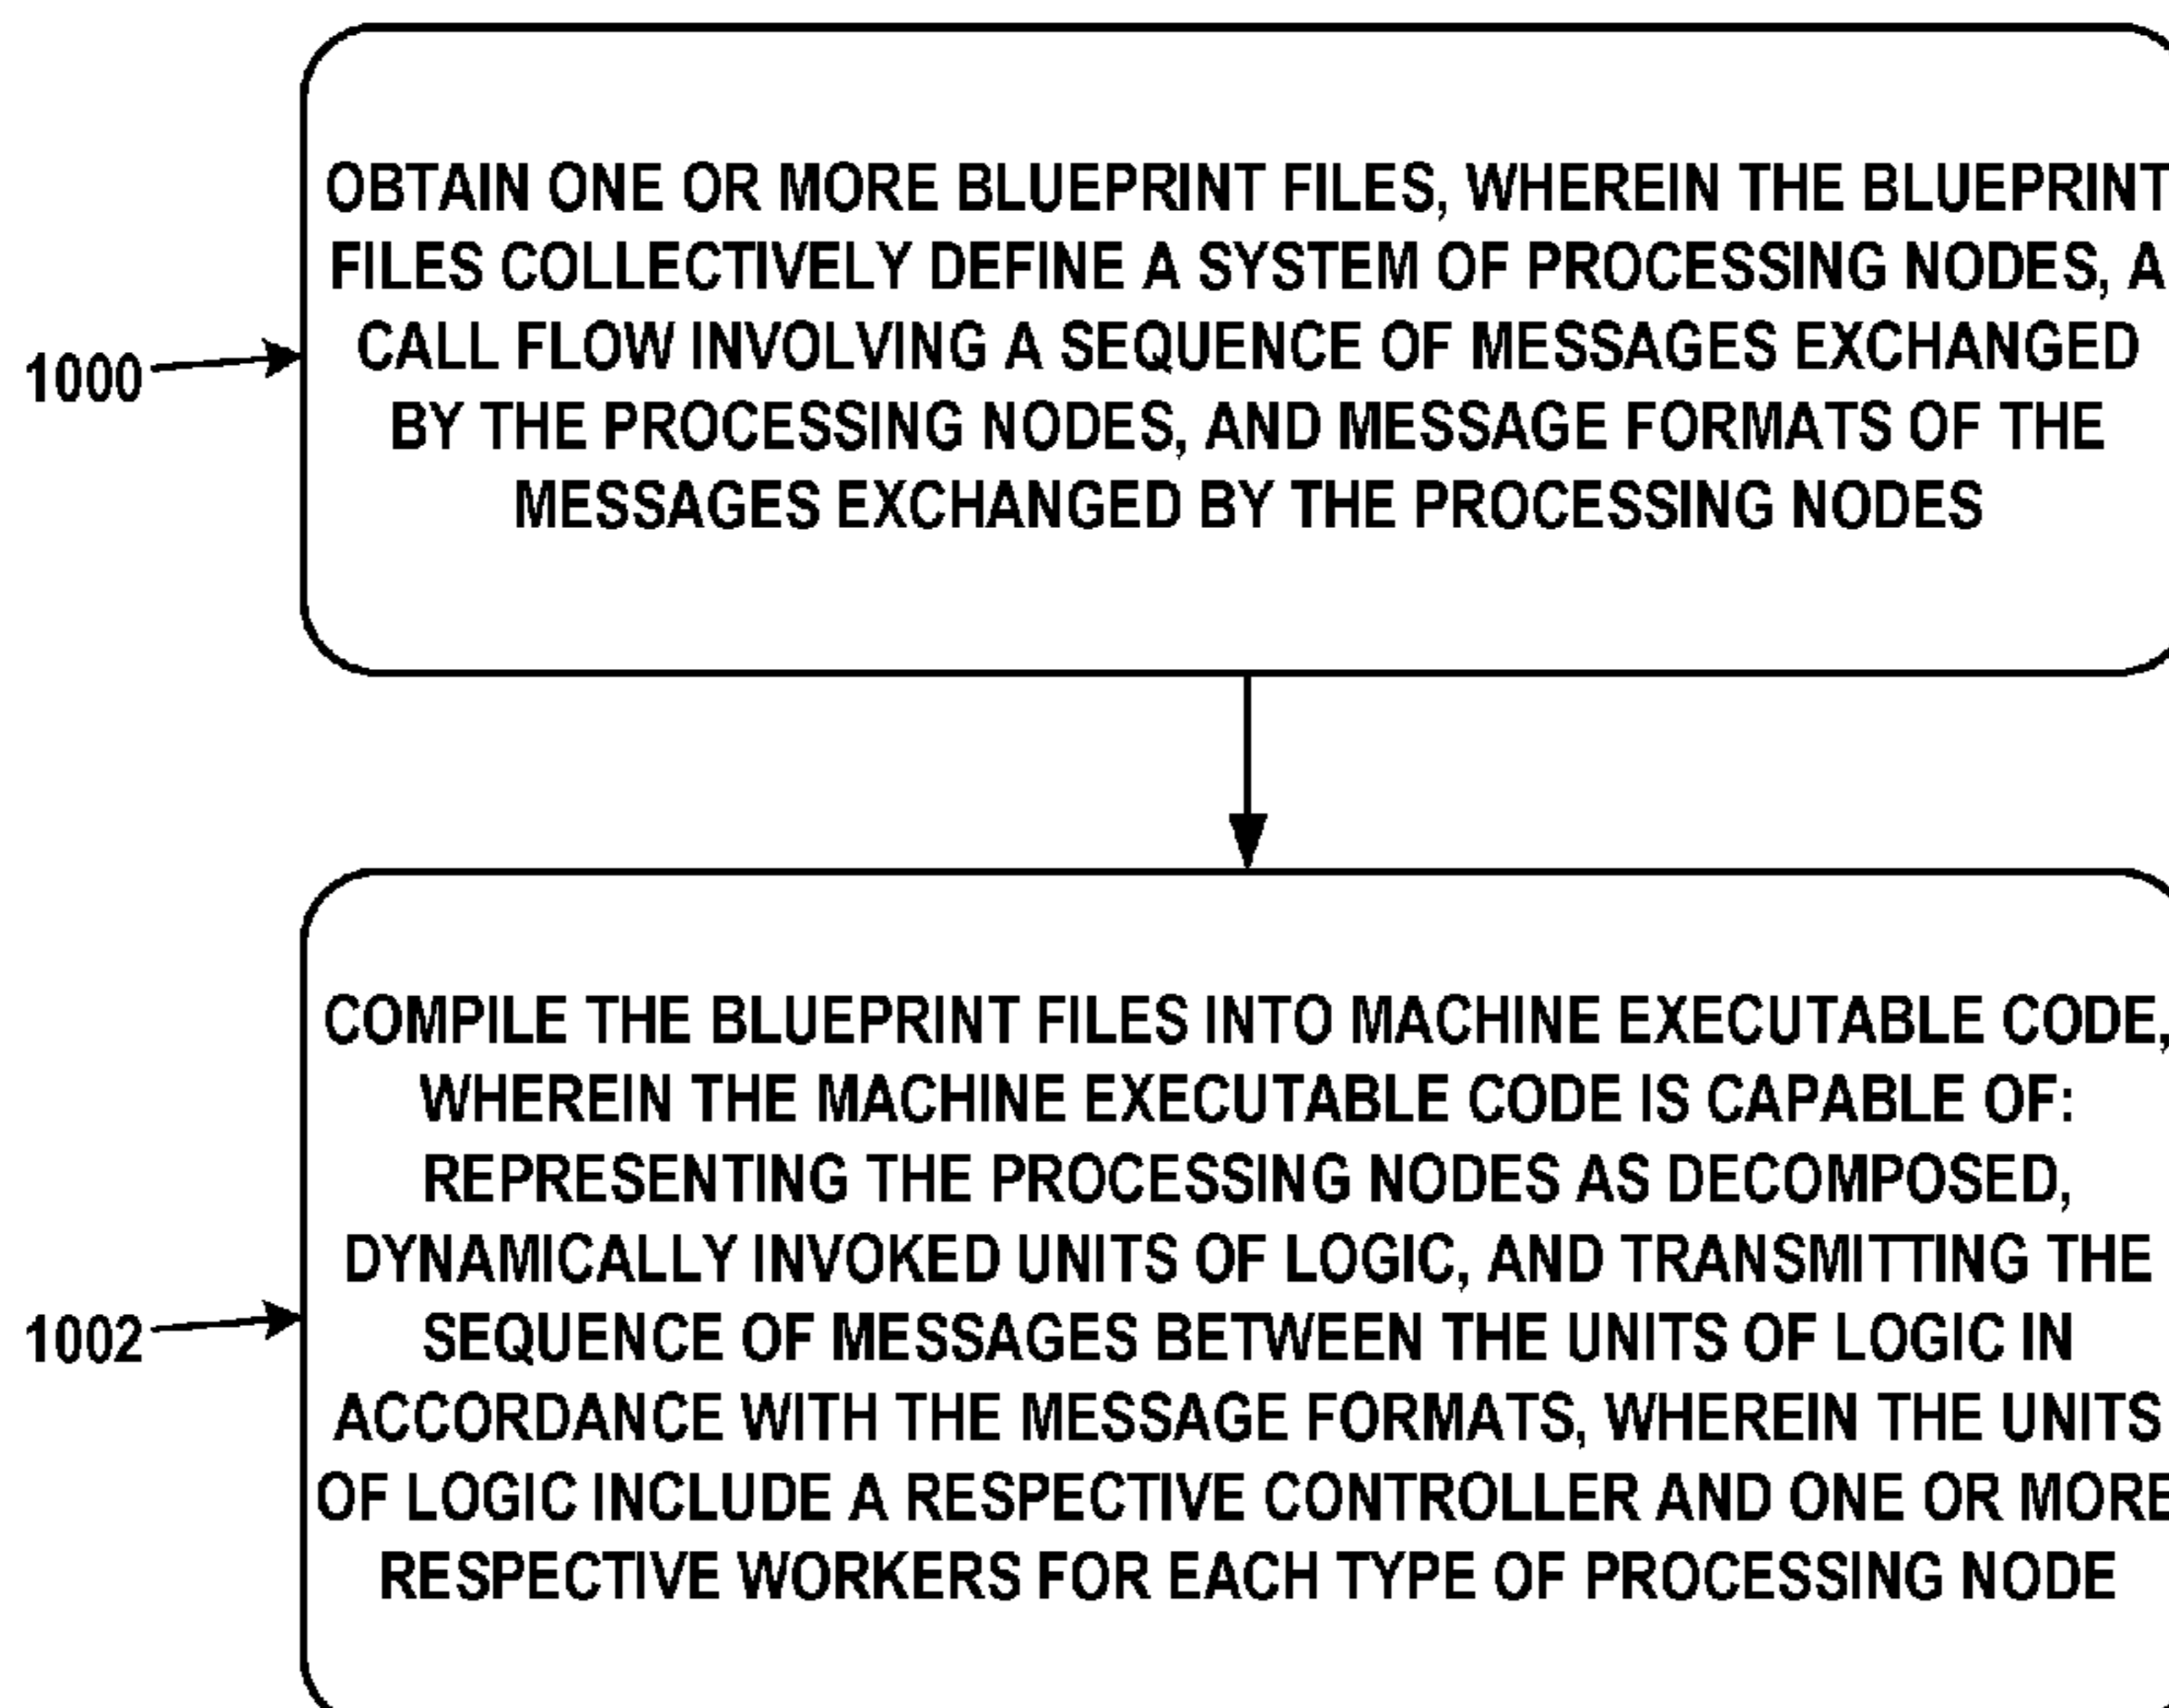 OBTAIN ONE OR MORE BLUEPRINT FILES, WHEREIN THE BLUEPRINT
FILES COLLECTIVELY DEFINE A SYSTEM OF PROCESSING NODES, A
CALL FLOW INVOLVING A SEQUENCE OF MESSAGES EXCHANGED
BY THE PROCESSING NODES, AND MESSAGE FORMATS OF THE
MESSAGES EXCHANGED BY THE PROCESSING NODES
1000
COMPILE THE BLUEPRINT FILES INTO MACHINE EXECUTABLE CODE,
WHEREIN THE MACHINE EXECUTABLE CODE IS CAPABLE OF:
REPRESENTING THE PROCESSING NODES AS DECOMPOSED,
DYNAMICALLY INVOKED UNITS OF LOGIC, AND TRANSMITTING THE
SEQUENCE OF MESSAGES BETWEEN THE UNITS OF LOGIC IN
ACCORDANCE WITH THE MESSAGE FORMATS, WHEREIN THE UNITS
OF LOGIC INCLUDE A RESPECTIVE CONTROLLER AND ONE OR MORE
RESPECTIVE WORKERS FOR EACH TYPE OF PROCESSING NODE
1002